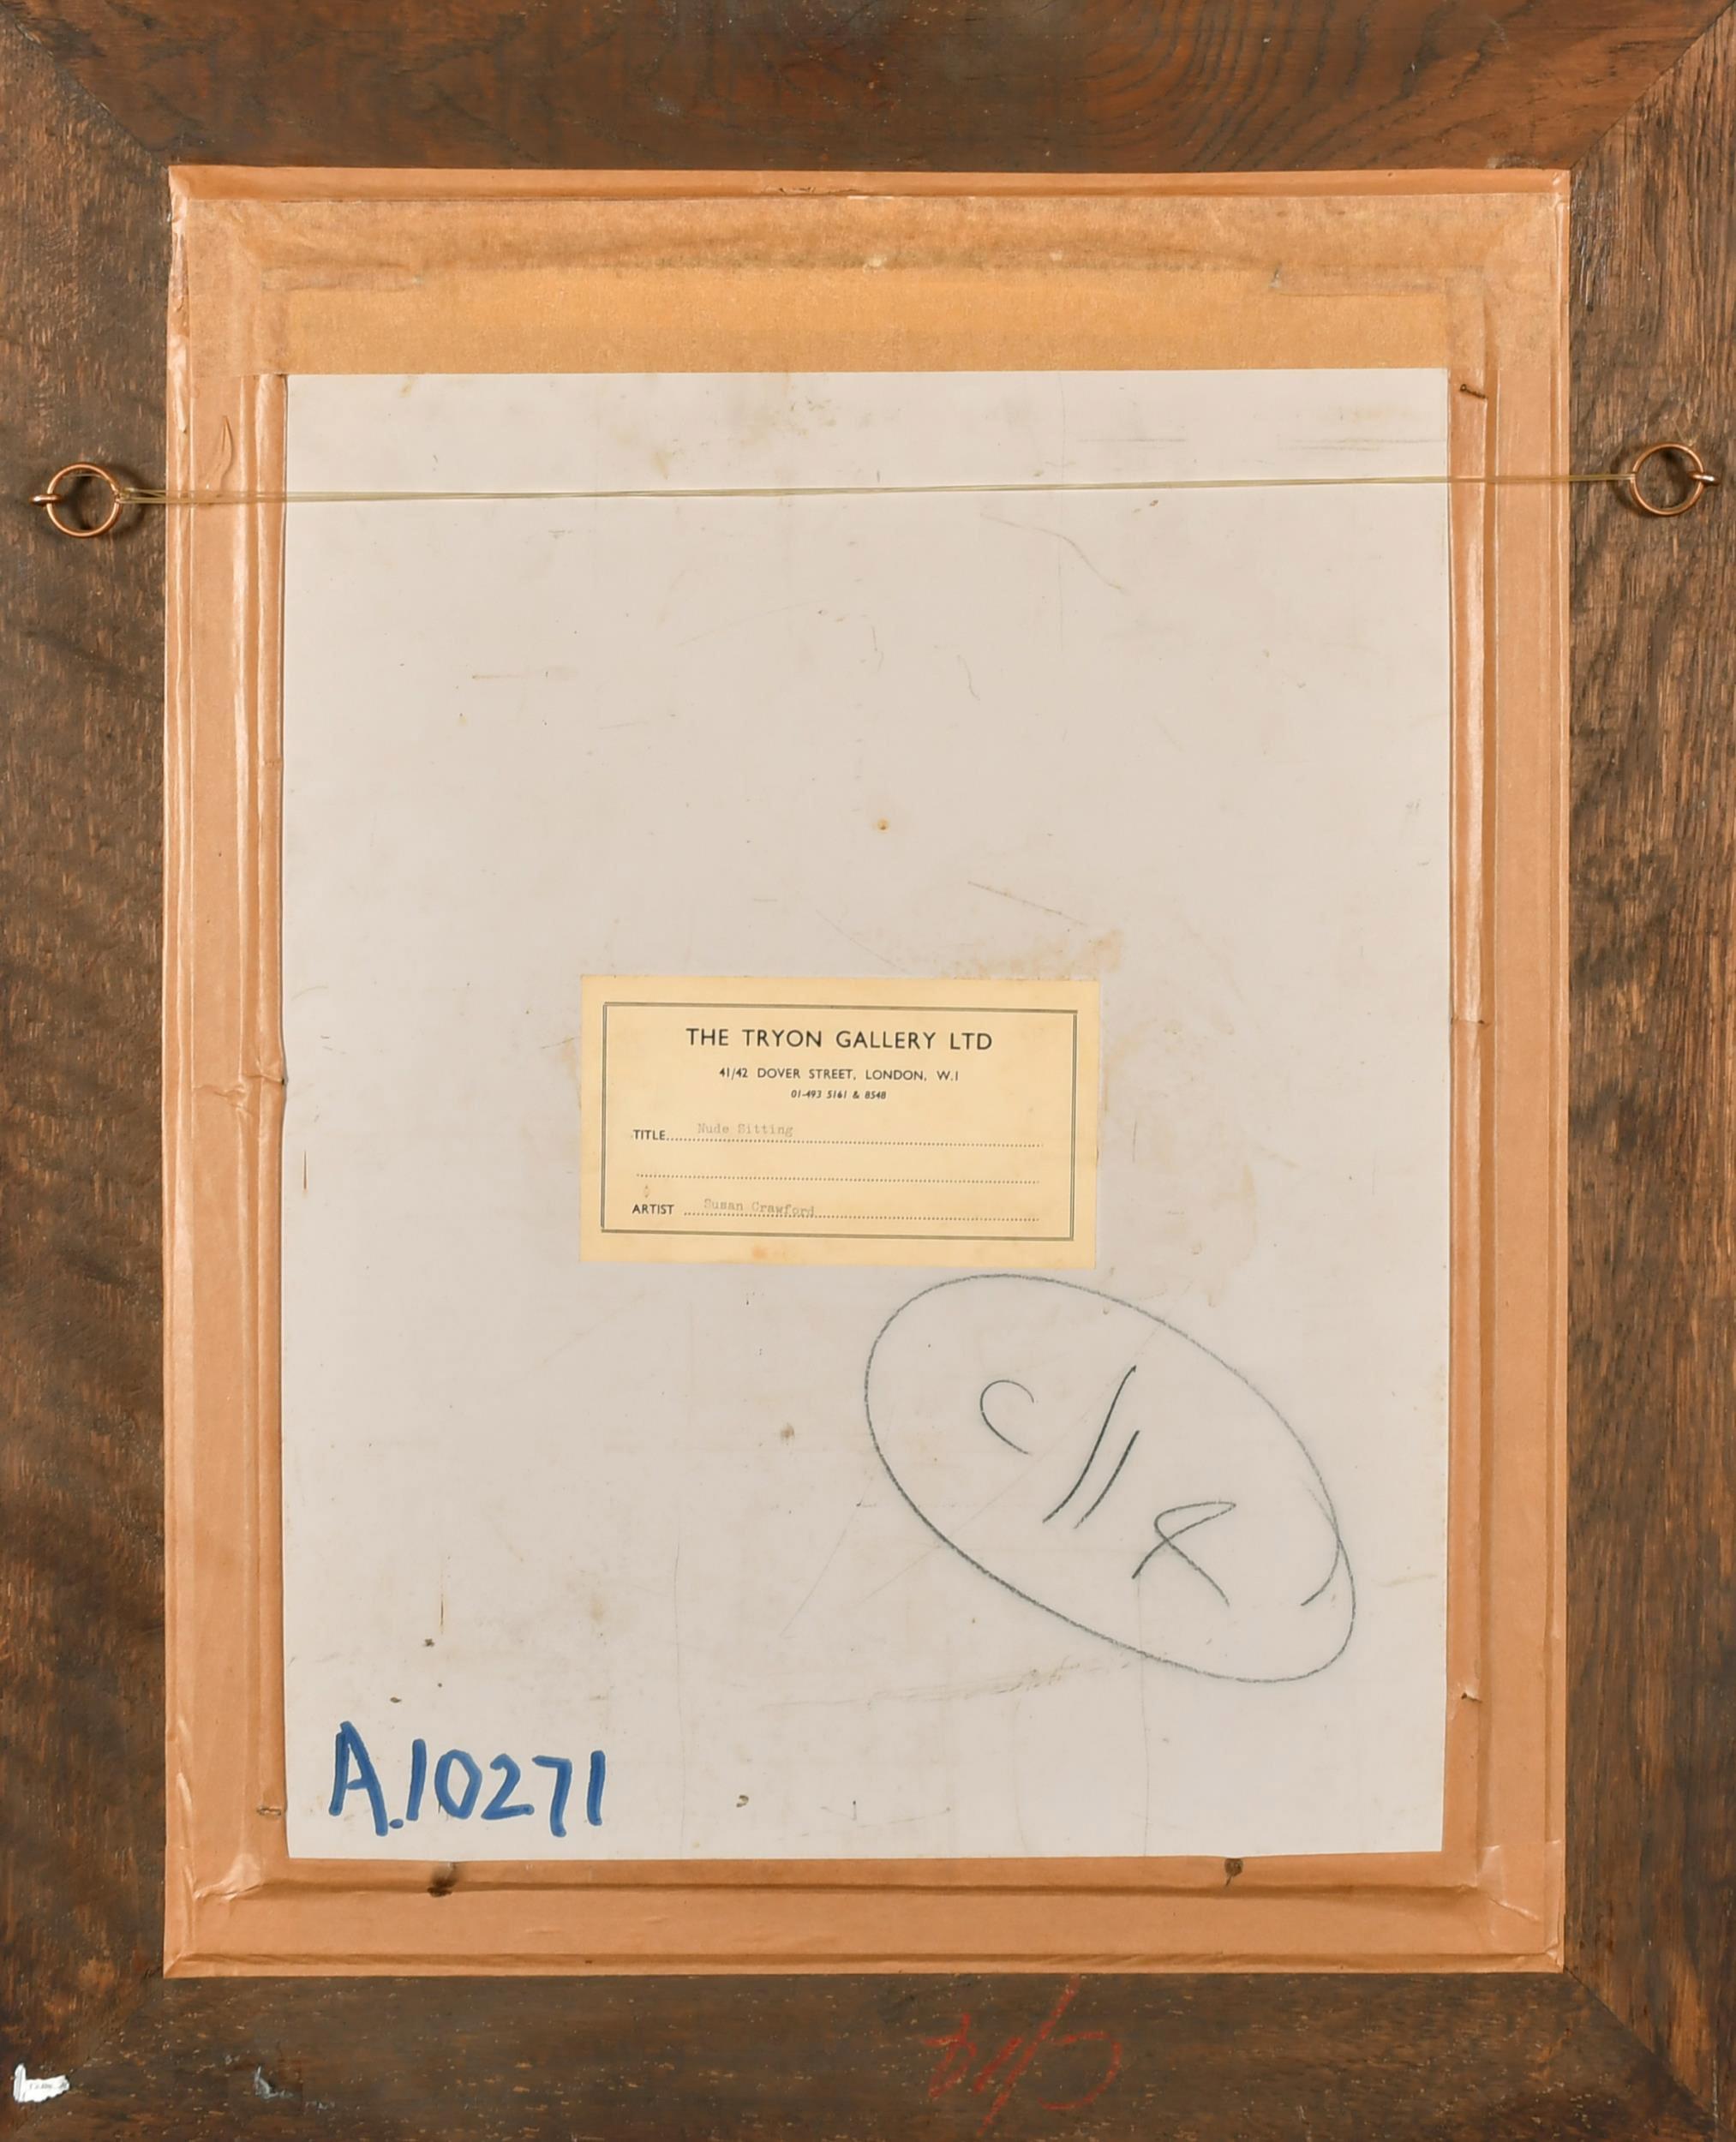 THE TRYON GALLERY LTD
41/42 DOVER STREET, LONDON, W.1
01-493 5161 & 8548
TITLE Nude Sitting
ARTIST Susan Crawford
A.10271